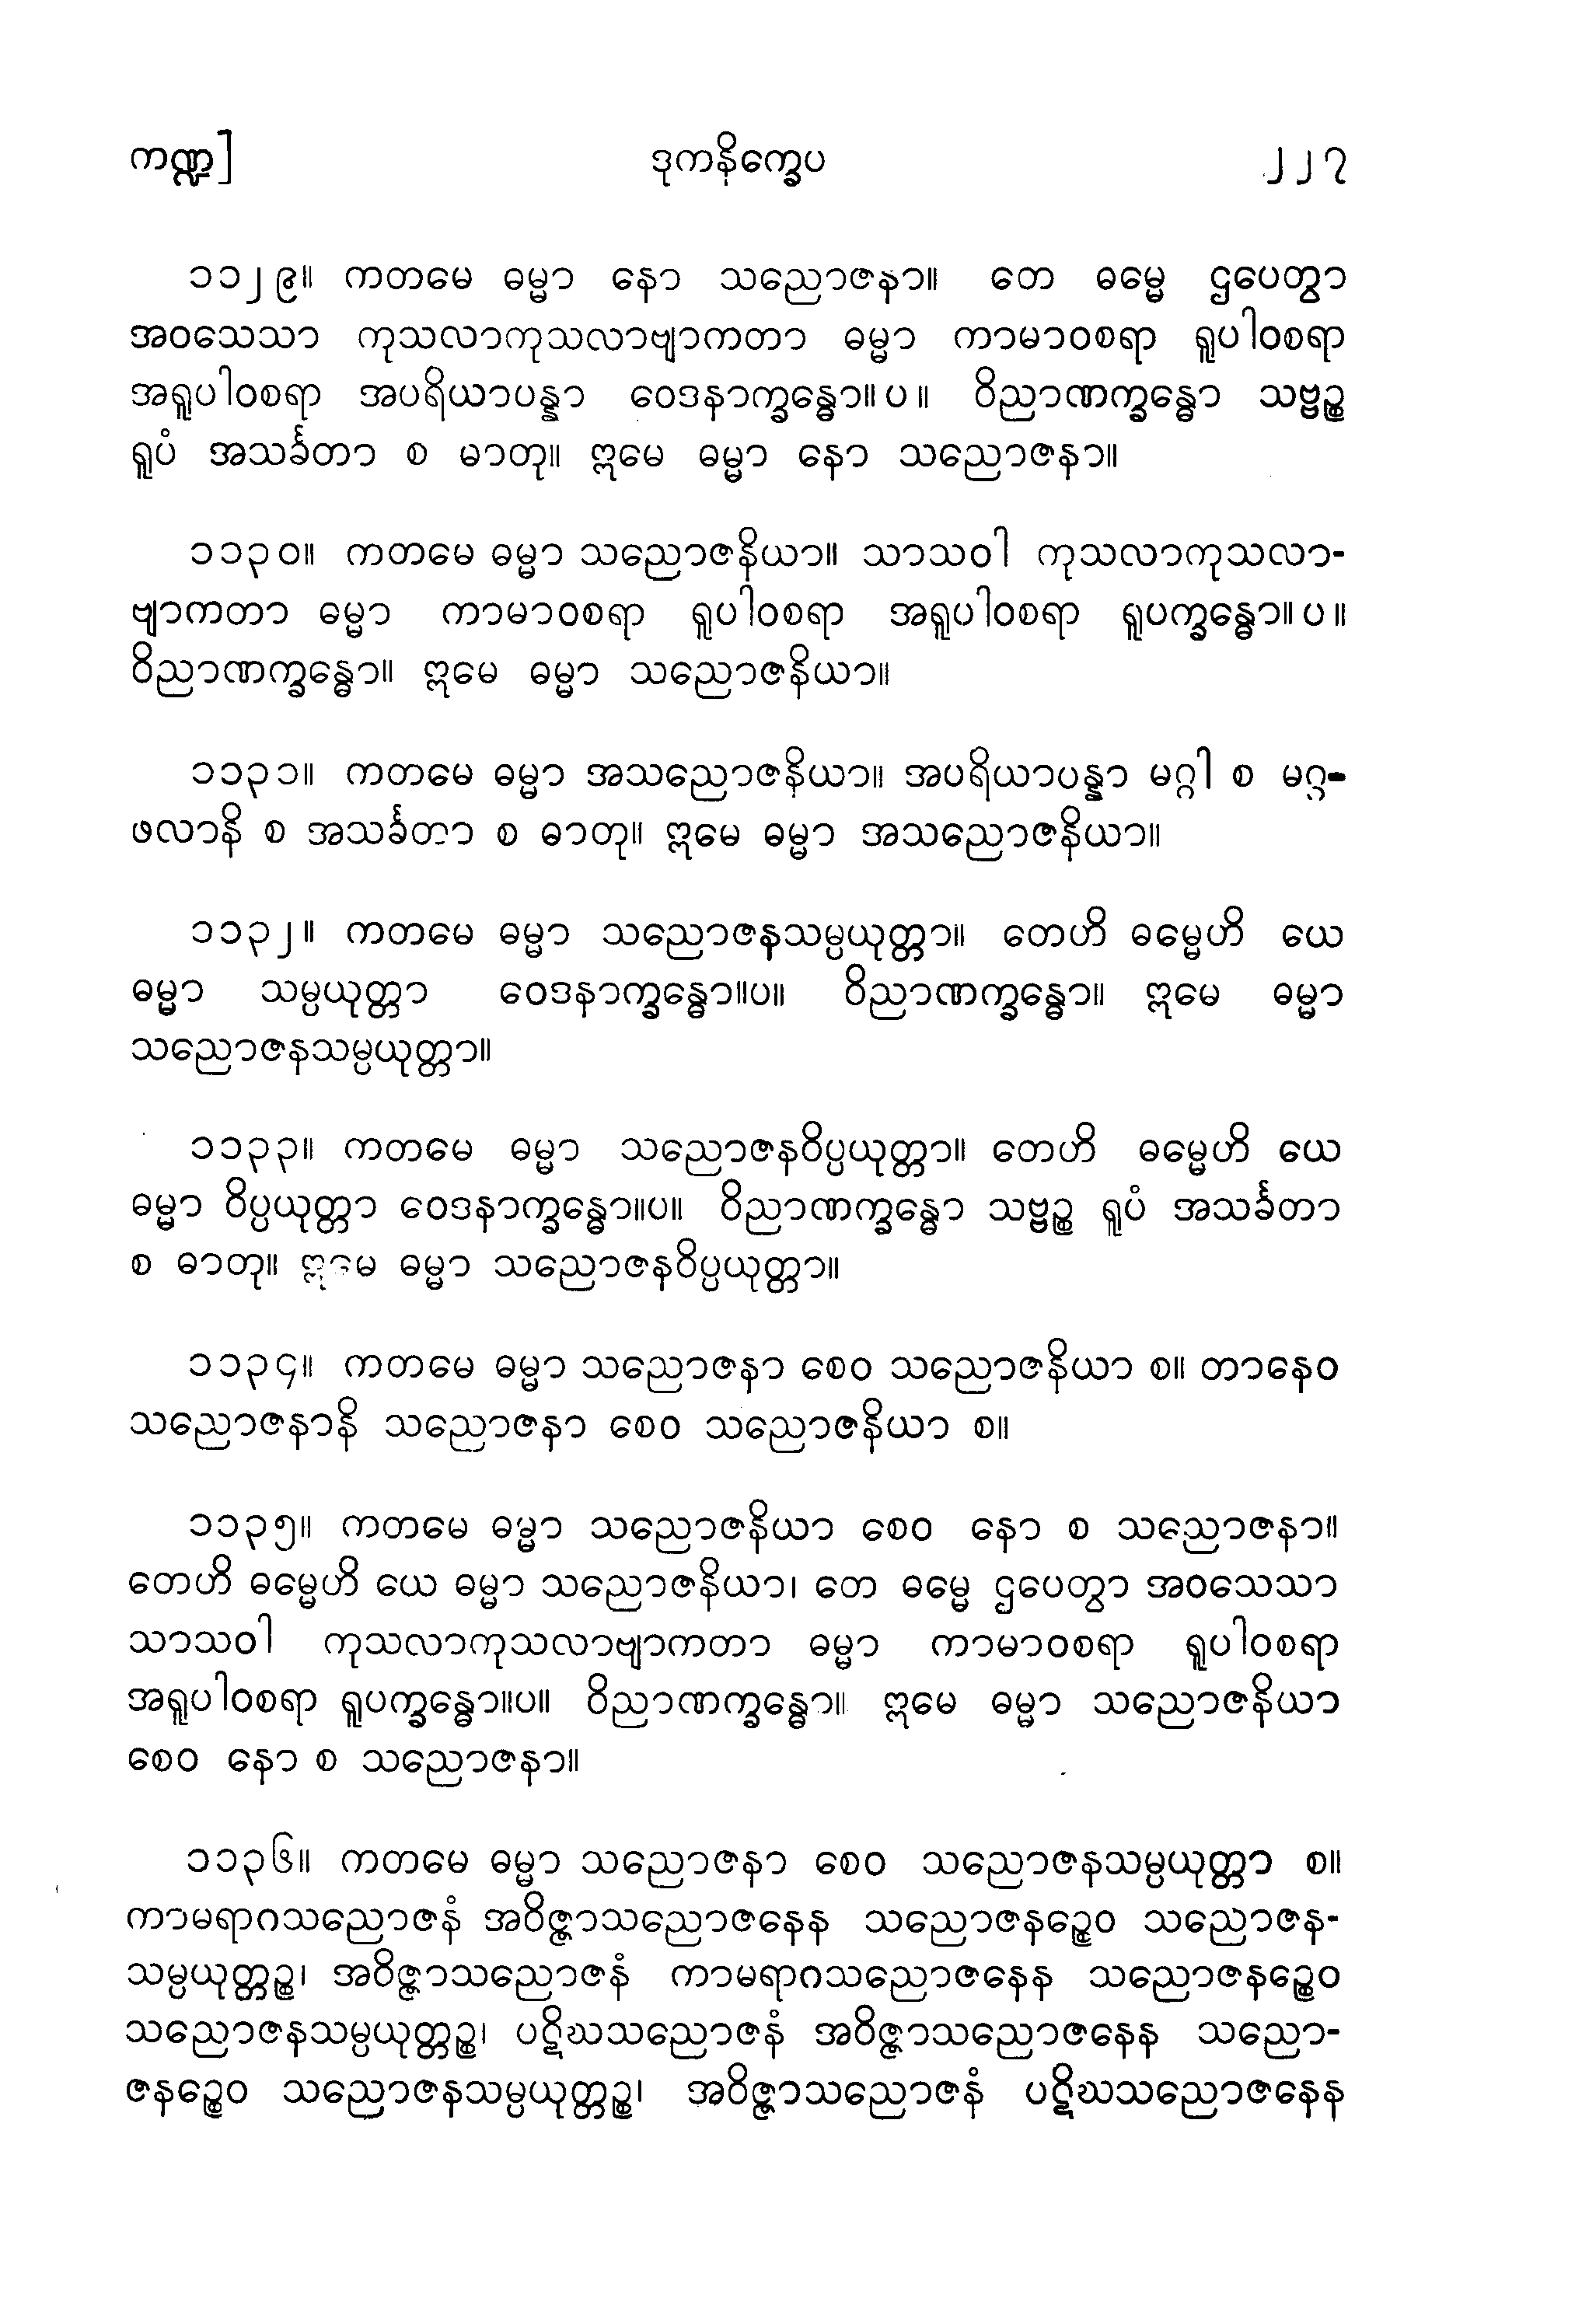 ကဏ္ဍ] ဒုကနိက္ခေပ ၂၂၇
၁၁၂၉။ ကတမေ ဓမ္မာ နော သညောဇနာ။ တေ ဓမ္မေ ဌပေတွာ
အဝသေသာ ကုသလာကုသလာဗျာကတာ ဓမ္မာ ကာမာဝစရာ ရူပါဝစရာ
အရူပါဝစရာ အပရိယာပန္နာ ဝေဒနာက္ခန္ဓော။ပ။ ဝိညာဏက္ခန္ဓော သဗ္ဗဉ္စ
ရူပံ အသင်္ခတာ စ မာတု။ ဣမေ ဓမ္မာ နော သညောဇနာ။
၁၁၃၀။ ကတမေ ဓမ္မာ သညောဇနိယာ။ သာသဝါ ကုသလာကုသလာ-
ဗျာကတာ ဓမ္မာ ကာမာဝစရာ ရူပါဝစရာ အရူပါဝစရာ ရူပက္ခန္ဓော။ပ။
ဝိညာဏက္ခန္ဓော။ ဣမေ ဓမ္မာ သညောဇနိယာ။
၁၁၃၁။ ကတမေ ဓမ္မာ အသညောဇနိယာ။ အပရိယာပန္နာ မဂ္ဂါ စ မဂ္ဂ-
ဖလာနိ စ အသင်္ခတာ စ ဓာတု။ ဣမေ ဓမ္မာ အသညောဇနိယာ။
၁၁၃၂။ ကတမေ ဓမ္မာ သညောဇနသမ္ပယုတ္တာ။ တေဟိ ဓမ္မေဟိ ယေ
ဓမ္မာ သမ္ပယုတ္တာ ဝေဒနာက္ခန္ဓော။ပ။ ဝိညာဏက္ခန္ဓော။ ဣမေ ဓမ္မာ
သညောဇနသမ္ပယုတ္တာ။
၁၁၃၃။ ကတမေ ဓမ္မာ သညောဇနဝိပ္ပယုတ္တာ။ တေဟိ ဓမ္မေဟိ ယေ
ဓမ္မာ ဝိပ္ပယုတ္တာ ဝေဒနာက္ခန္ဓော။ပ။ ဝိညာဏက္ခန္ဓော သဗ္ဗဉ္စ ရူပံ အသင်္ခတာ
စ ဓာတု။ ဣမေ ဓမ္မာ သညောဇနဝိပ္ပယုတ္တာ။
၁၁၃၄။ ကတမေ ဓမ္မာ သညောဇနာ စေဝ သညောဇနိယာ စ။ တာနေဝ
သညောဇနာနိ သညောဇနာ စေဝ သညောဇနိယာ စ။
၁၁၃၅။ ကတမေ ဓမ္မာ သညောဇနိယာ စေဝ နော စ သညောဇနာ။
တေဟိ ဓမ္မေဟိ ယေ ဓမ္မာ သညောဇနိယာ၊ တေ ဓမ္မေ ဌပေတွာ အဝသေသာ
သာသဝါ ကုသလာကုသလာဗျာကတာ ဓမ္မာ ကာမာဝစရာ ရူပါဝစရာ
အရူပါဝစရာ ရူပက္ခန္ဓော။ပ။ ဝိညာဏက္ခန္ဓော။ ဣမေ ဓမ္မာ သညောဇနိယာ
စေဝ နော စ သညောဇနာ။
၁၁၃၆။ ကတမေ ဓမ္မာ သညောဇနာ စေဝ သညောဇနသမ္ပယုတ္တာ စ။
ကာမရာဂသညောဇနံ အဝိဇ္ဇာသညောဇနေန သညောဇနဉ္စေဝ သညောဇန-
သမ္ပယုတ္တဉ္စ၊ အဝိဇ္ဇာသညောဇနံ ကာမရာဂသညောဇနေန သညောဇနဉ္စေဝ
သညောဇနသမ္ပယုတ္တဉ္စ၊ ပဋိဃသညောဇနံ အဝိဇ္ဇာသညောဇနေန သညော-
ဇနဉ္စေဝ သညောဇနသမ္ပယုတ္တဉ္စ၊ အဝိဇ္ဇာသညောဇနံ ပဋိဃသညောဇနေန